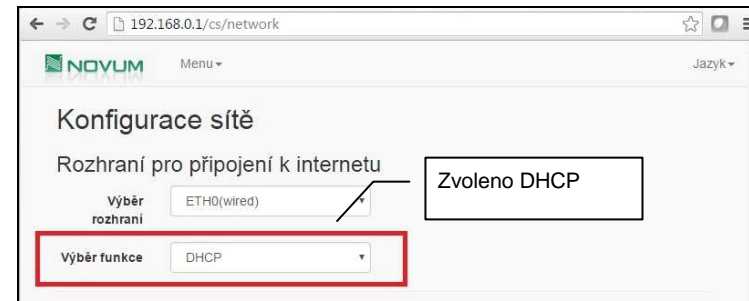 192.168.0.1/cs/network
NOVUM Menu Jazyk
Konfigurace sítě
Rozhraní pro připojení k internetu
Zvoleno DHCP
Výběr rozhraní
ETH0(wired)
Výběr funkce
DHCP